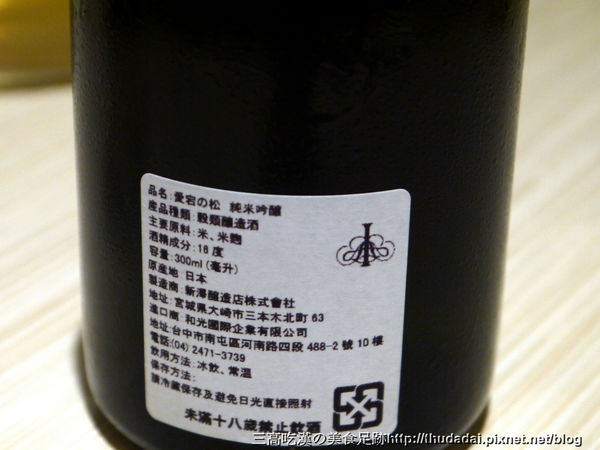 品名:愛宕の松 純米吟釀
産品種類:穀類釀造酒
主要原料:米、米麴
酒精成分:16 度
容量:300ml (毫升)
原産地:日本
製造商:新澤釀造店株式會社
地址:宮城縣大崎市三本木北町 63
進口商:和光國際企業有限公司
地址:台中市南屯區河南路四段 488-2 號 10 樓
電話:(04) 2471-3739
飲用方法:冰飲、常溫
保存方法:
請冷藏保存及避免日光直接照射
未滿十八歲禁止飲酒
三高吃漢の美食足跡http://thudadai.pixnet.net/blog